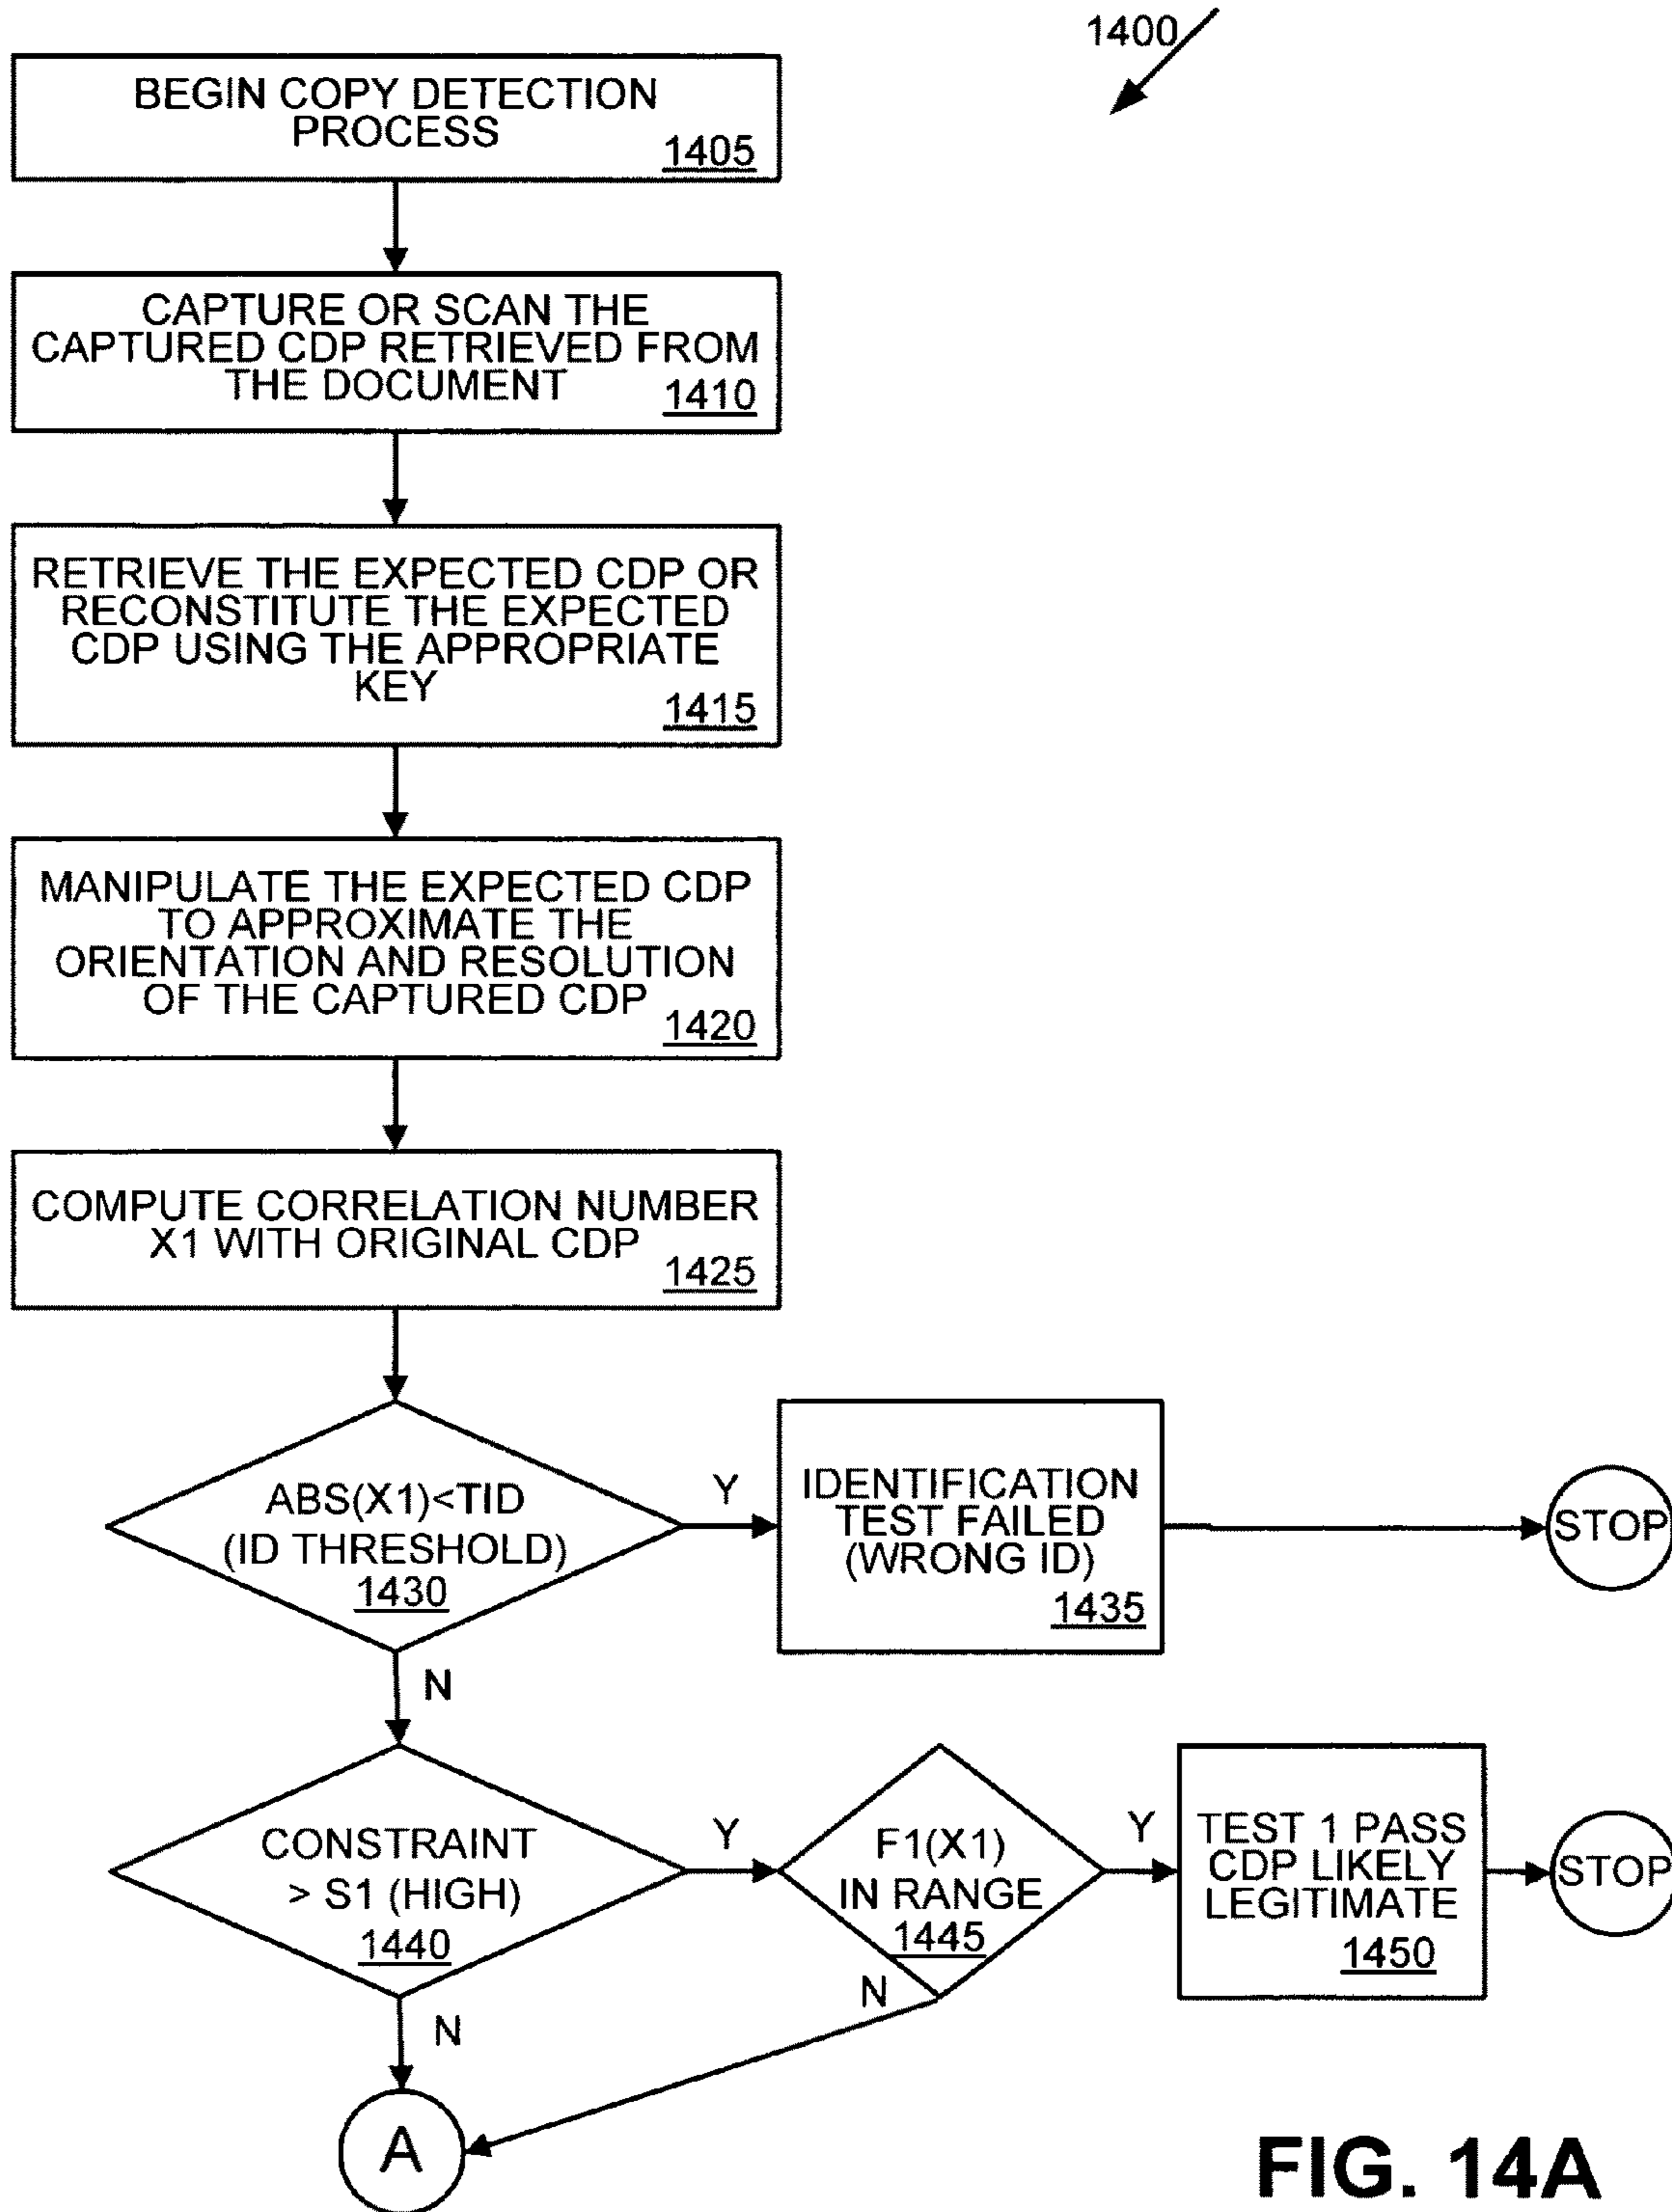 1400
BEGIN COPY DETECTION
PROCESS
1405
CAPTURE OR SCAN THE
CAPTURED CDP RETRIEVED FROM
THE DOCUMENT
1410
RETRIEVE THE EXPECTED CDP OR
RECONSTITUTE THE EXPECTED
CDP USING THE APPROPRIATE
KEY
1415
MANIPULATE THE EXPECTED CDP
TO APPROXIMATE THE
ORIENTATION AND RESOLUTION
OF THE CAPTURED CDP
1420
COMPUTE CORRELATION NUMBER
X1 WITH ORIGINAL CDP
1425
ABS(X1)<TID
(ID THRESHOLD)
1430
Y
IDENTIFICATION
TEST FAILED
(WRONG ID)
1435
STOP
N
CONSTRAINT
> S1 (HIGH)
1440
Y
F1(X1)
IN RANGE
1445
Y
TEST 1 PASS
CDP LIKELY
LEGITIMATE
1450
STOP
N
N
A
FIG. 14A